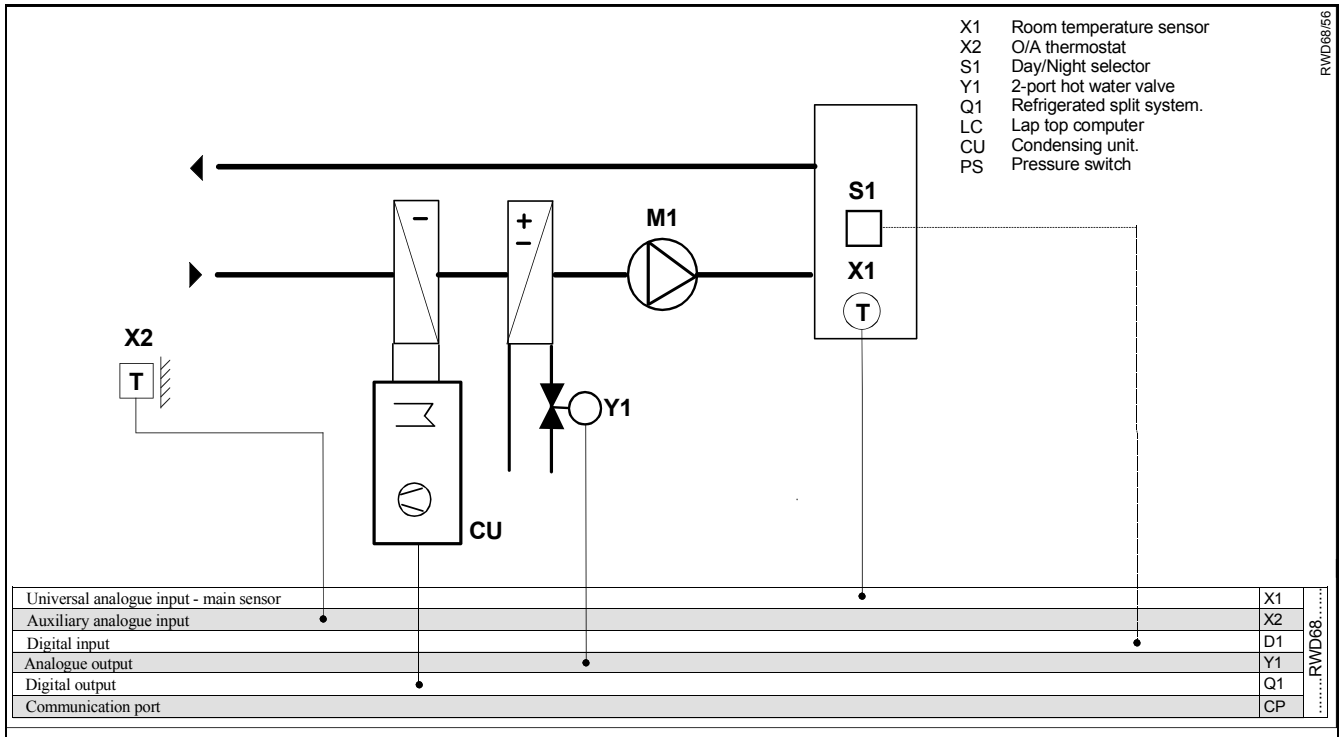 X1 Room temperature sensor
X2 O/A thermostat
S1 Day/Night selector
Y1 2-port hot water valve
Q1 Refrigerated split system.
LC Lap top computer
CU Condensing unit.
PS Pressure switch
RWD68/56
S1
M1
X1
T
X2
T
+
-
-
Y1
CU
Universal analogue input - main sensor X1
Auxiliary analogue input X2
Digital input D1
Analogue output Y1
Digital output Q1
Communication port CP
.......RWD68......